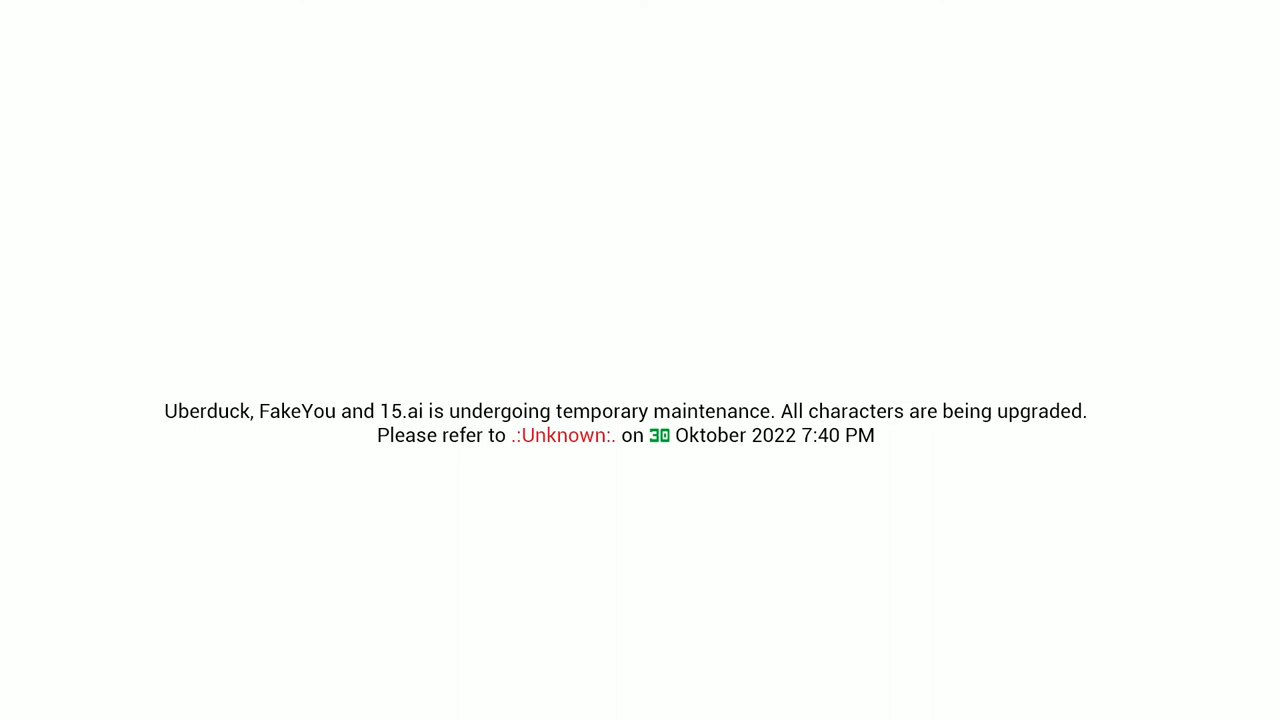 Uberduck, FakeYou and 15.ai is undergoing temporary maintenance. All characters are being upgraded.
Please refer to .:Unknown:. on 30 Oktober 2022 7:40 PM